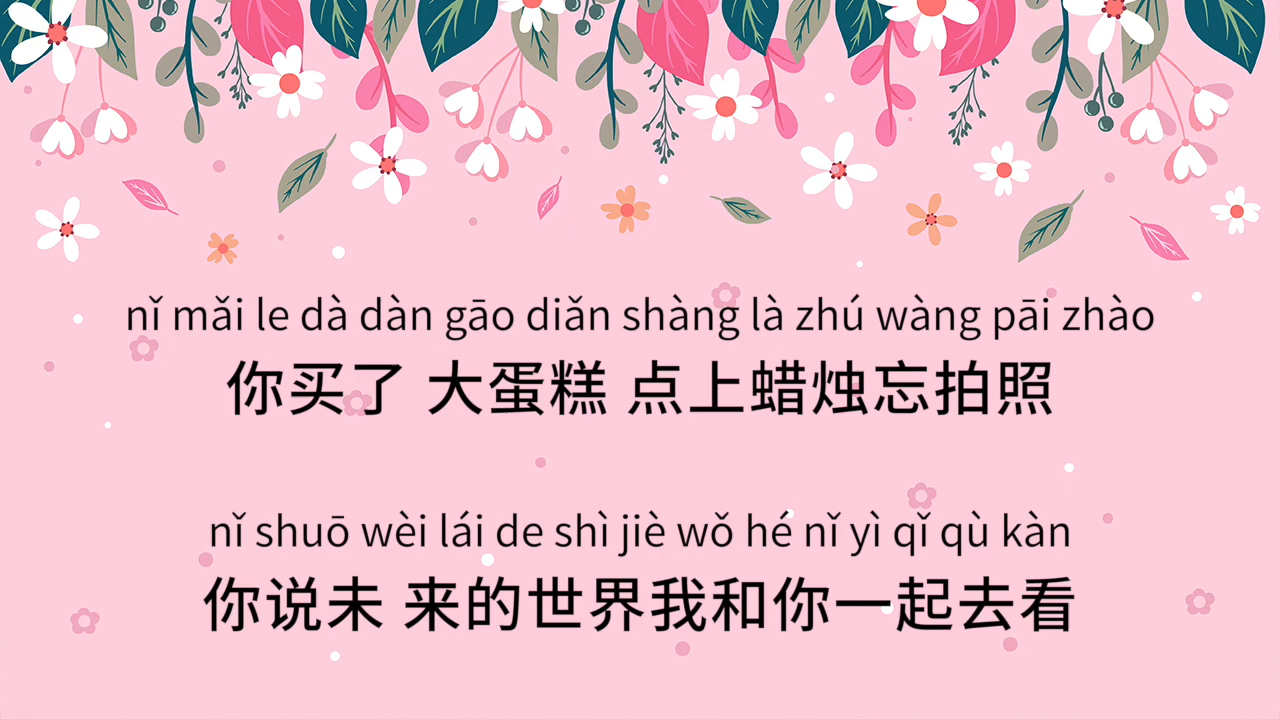 nǐ mǎi le dà dàn gāo diǎn shàng là zhú wàng pāi zhào
你买了 大蛋糕 点上蜡烛忘拍照
nǐ shuō wèi lái de shì jiè wǒ hé nǐ yì qǐ qù kàn
你说未 来的世界我和你一起去看